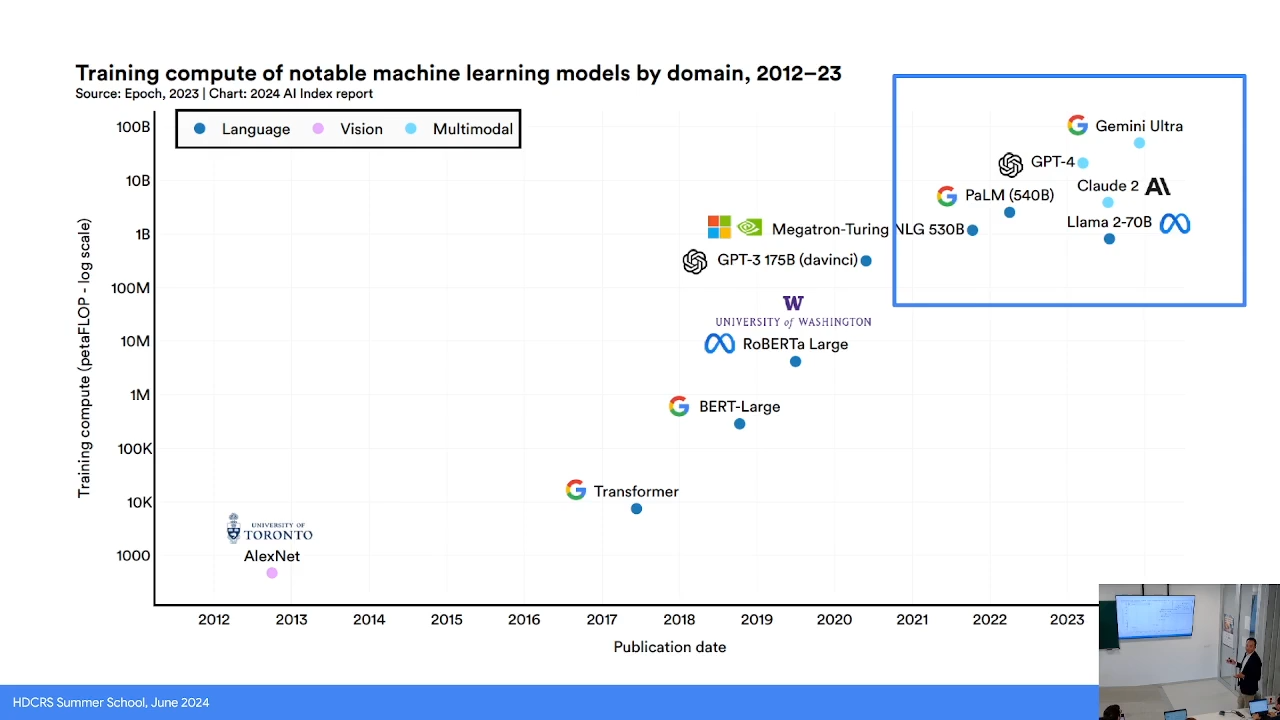 Training compute of notable machine learning models by domain, 2012–23
Source: Epoch, 2023 | Chart: 2024 AI Index report
Language Vision Multimodal
Training compute (petaFLOP - log scale)
100B
10B
1B
100M
10M
1M
100K
10K
1000
Gemini Ultra
GPT-4
Claude 2 A\
PaLM (540B)
Llama 2-70B
Megatron-Turing NLG 530B
GPT-3 175B (davinci)
W
UNIVERSITY of WASHINGTON
RoBERTa Large
BERT-Large
Transformer
UNIVERSITY OF
TORONTO
AlexNet
2012 2013 2014 2015 2016 2017 2018 2019 2020 2021 2022 2023
Publication date
HDCRS Summer School, June 2024